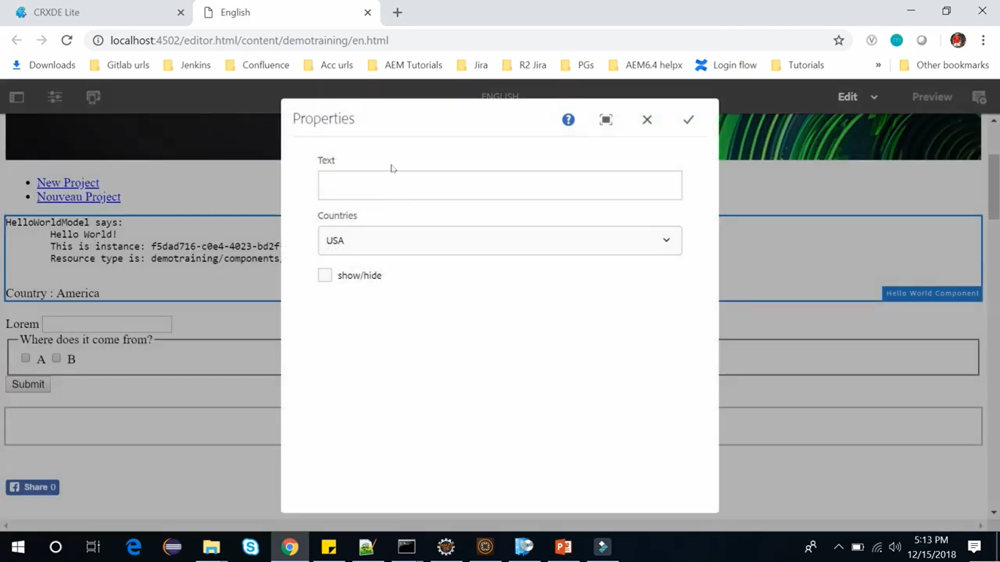 CRXDE Lite
English
localhost:4502/editor.html/content/demotraining/en.html
Downloads Gitlab urls Jenkins Confluence Acc urls AEM Tutorials Jira R2 Jira PGs AEM6.4 helpx Login flow Tutorials » Other bookmarks
ENGLISH
Edit
Preview
Properties
Text
Countries
USA
show/hide
New Project
Nouveau Project
HelloWorldModel says:
Hello World!
This is instance: f5dad716-c0e4-4023-bd2f-
Resource type is: demotraining/components/
Country : America
Hello World Component
Lorem
Where does it come from?
A B
Submit
Share 0
5:13 PM
12/15/2018